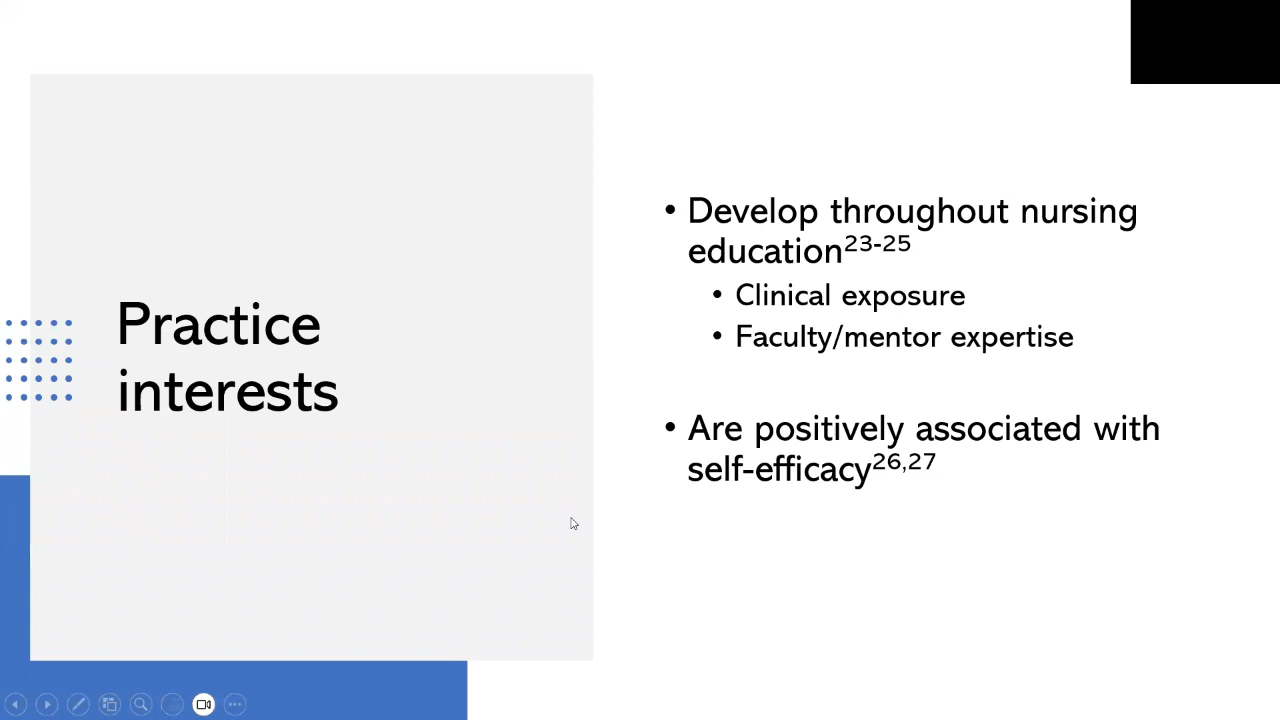 Practice
interests
• Develop throughout nursing
education23-25
• Clinical exposure
• Faculty/mentor expertise
• Are positively associated with
self-efficacy26,27